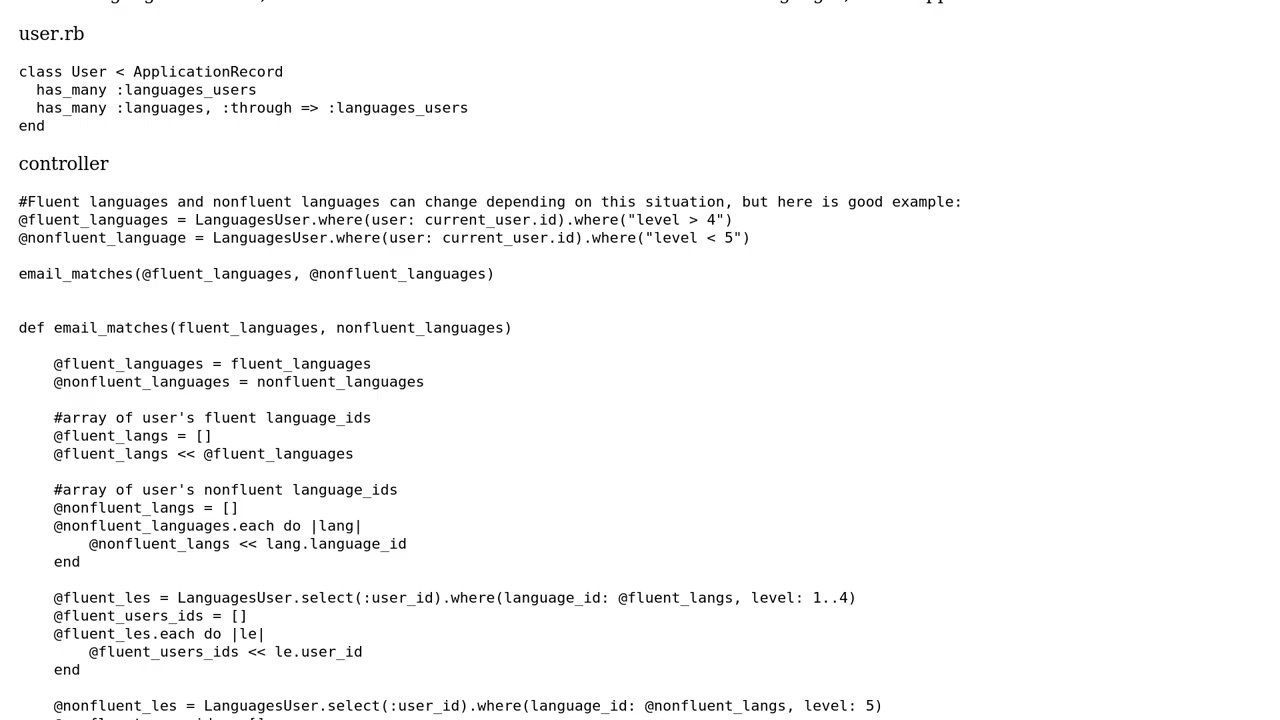 user.rb
class User < ApplicationRecord
  has_many :languages_users
  has_many :languages, :through => :languages_users
end
controller
#Fluent languages and nonfluent languages can change depending on this situation, but here is good example:
@fluent_languages = LanguagesUser.where(user: current_user.id).where("level > 4")
@nonfluent_language = LanguagesUser.where(user: current_user.id).where("level < 5")
email_matches(@fluent_languages, @nonfluent_languages)
def email_matches(fluent_languages, nonfluent_languages)
    @fluent_languages = fluent_languages
    @nonfluent_languages = nonfluent_languages
    #array of user's fluent language_ids
    @fluent_langs = []
    @fluent_langs << @fluent_languages
    #array of user's nonfluent language_ids
    @nonfluent_langs = []
    @nonfluent_languages.each do |lang|
        @nonfluent_langs << lang.language_id
    end
    @fluent_les = LanguagesUser.select(:user_id).where(language_id: @fluent_langs, level: 1..4)
    @fluent_users_ids = []
    @fluent_les.each do |le|
        @fluent_users_ids << le.user_id
    end
    @nonfluent_les = LanguagesUser.select(:user_id).where(language_id: @nonfluent_langs, level: 5)